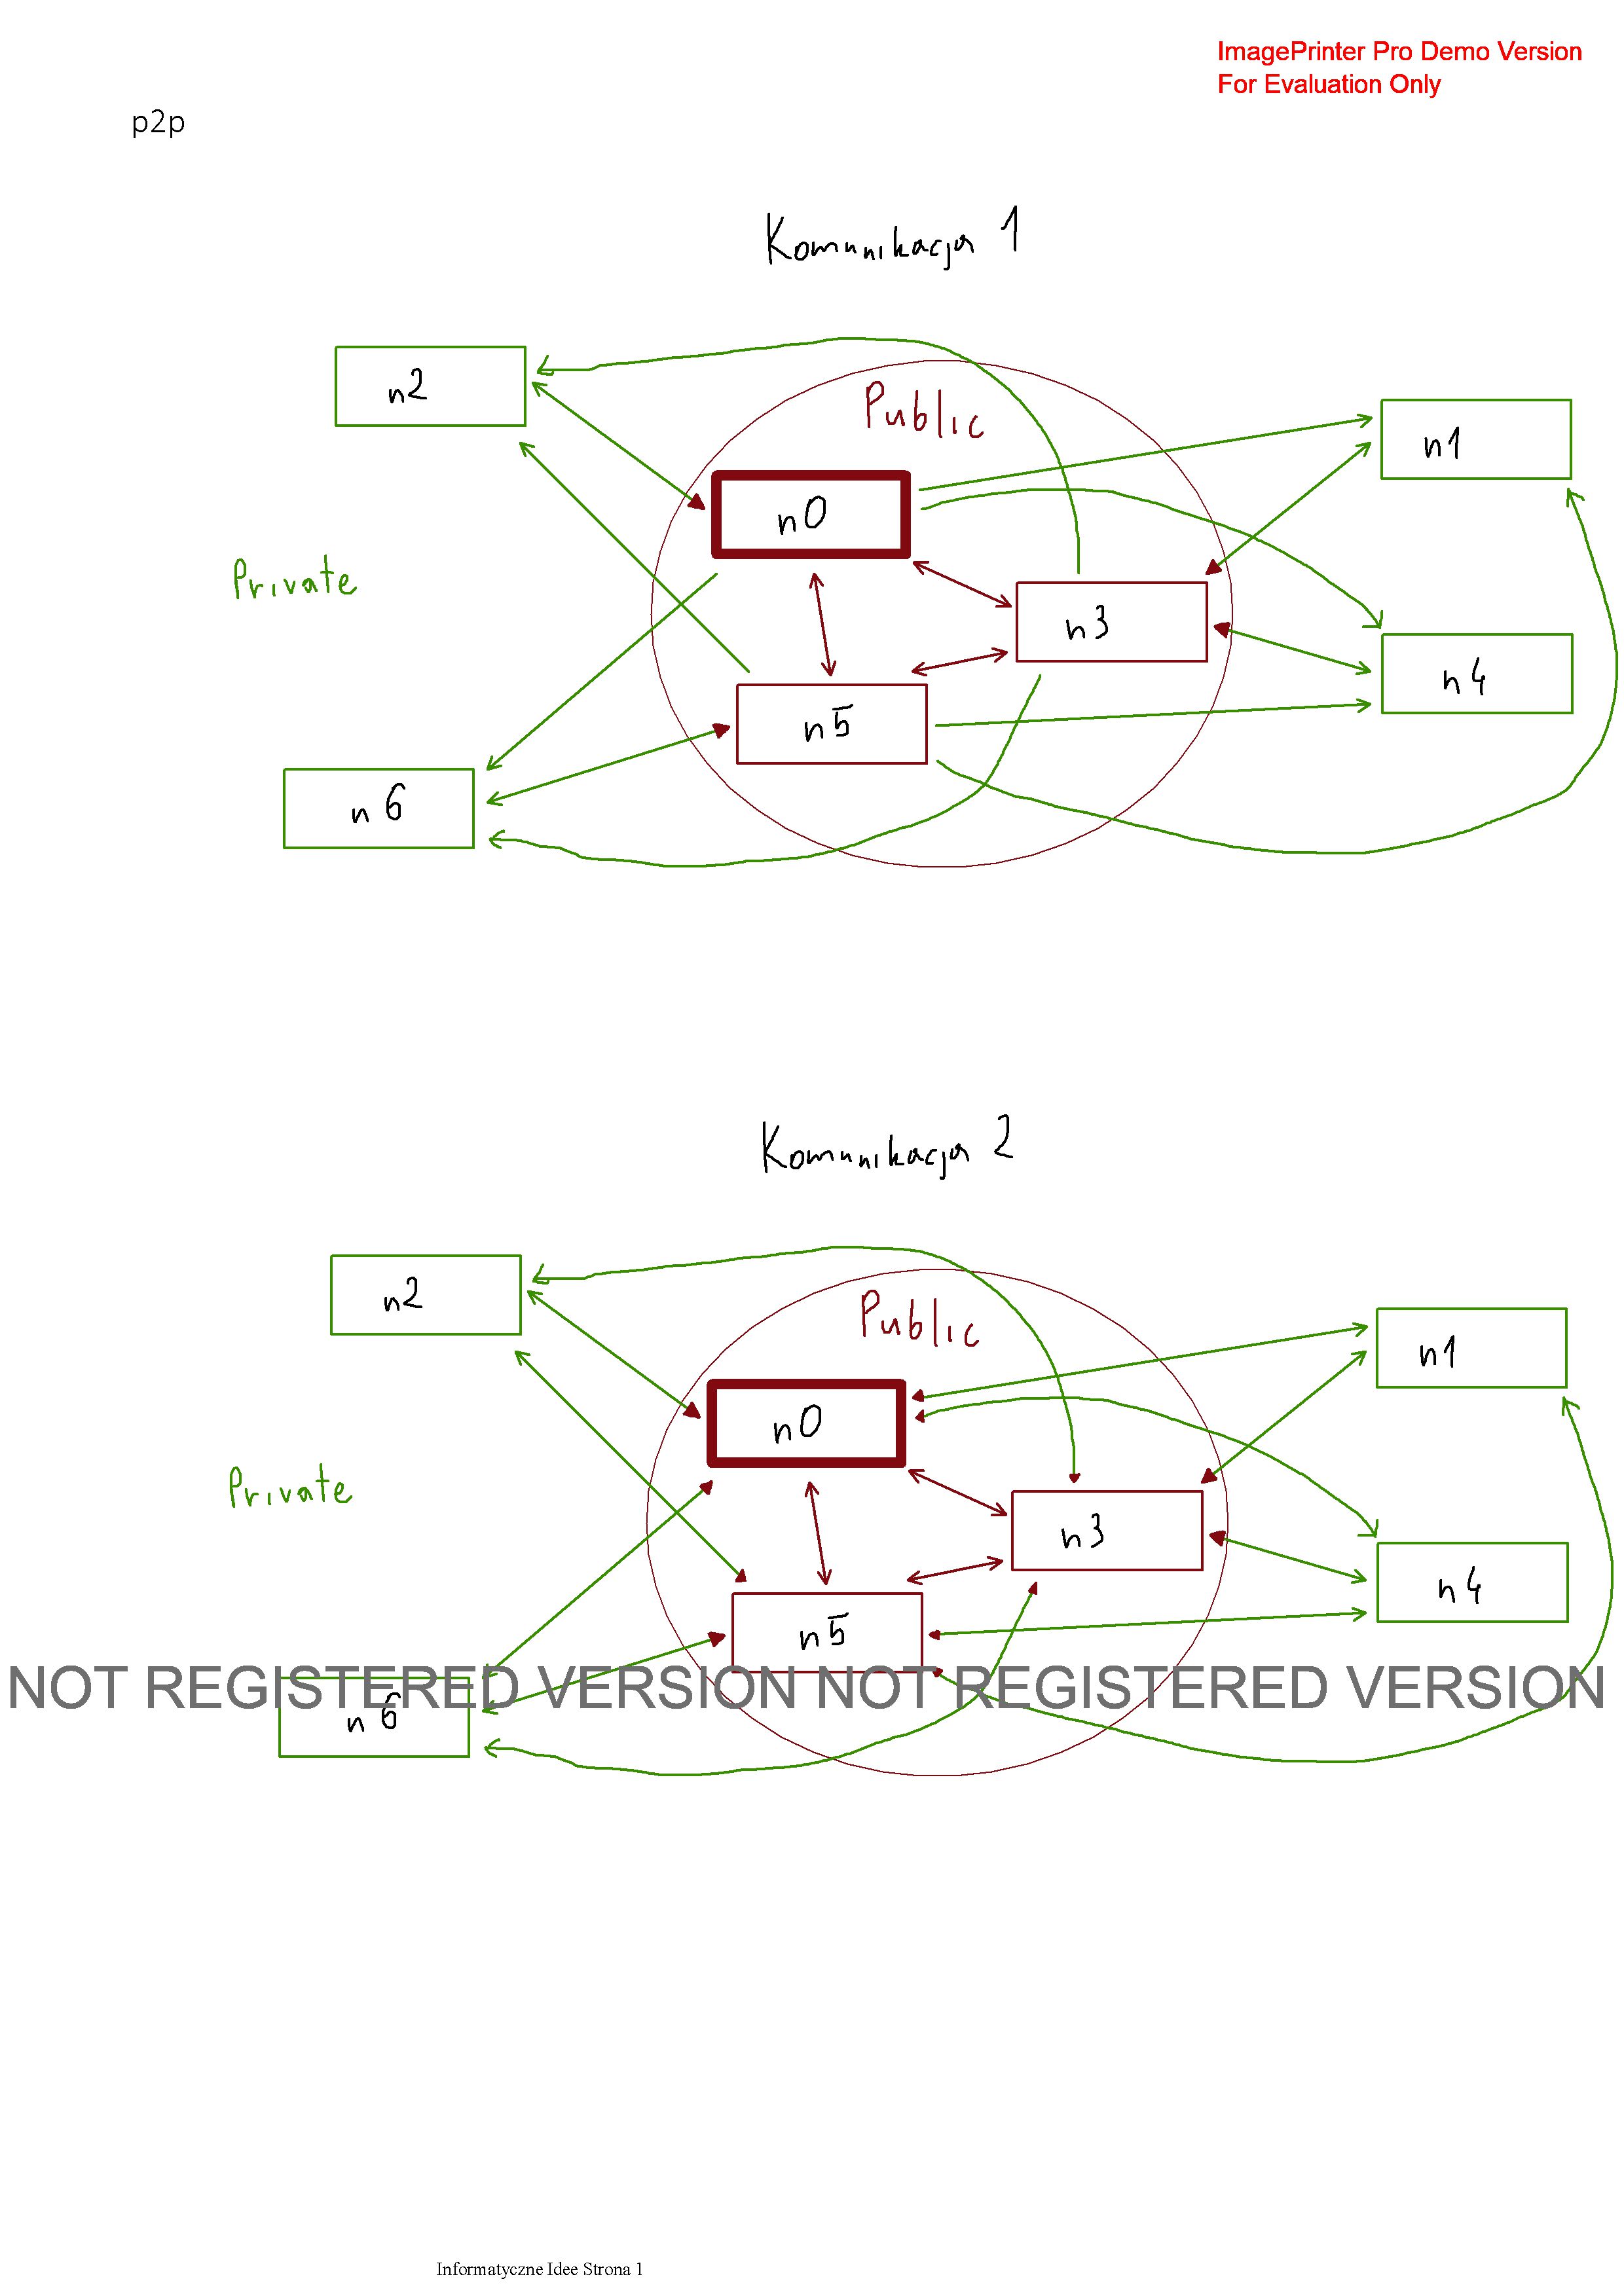 ImagePrinter Pro Demo Version
For Evaluation Only
p2p
Komunikacja 1
n2
Public
n1
n0
Private
n3
n4
n5
n6
Komunikacja 2
n2
Public
n1
n0
Private
n3
n4
n5
NOT REGISTERED VERSION NOT REGISTERED VERSION
n6
Informatyczne Idee Strona 1